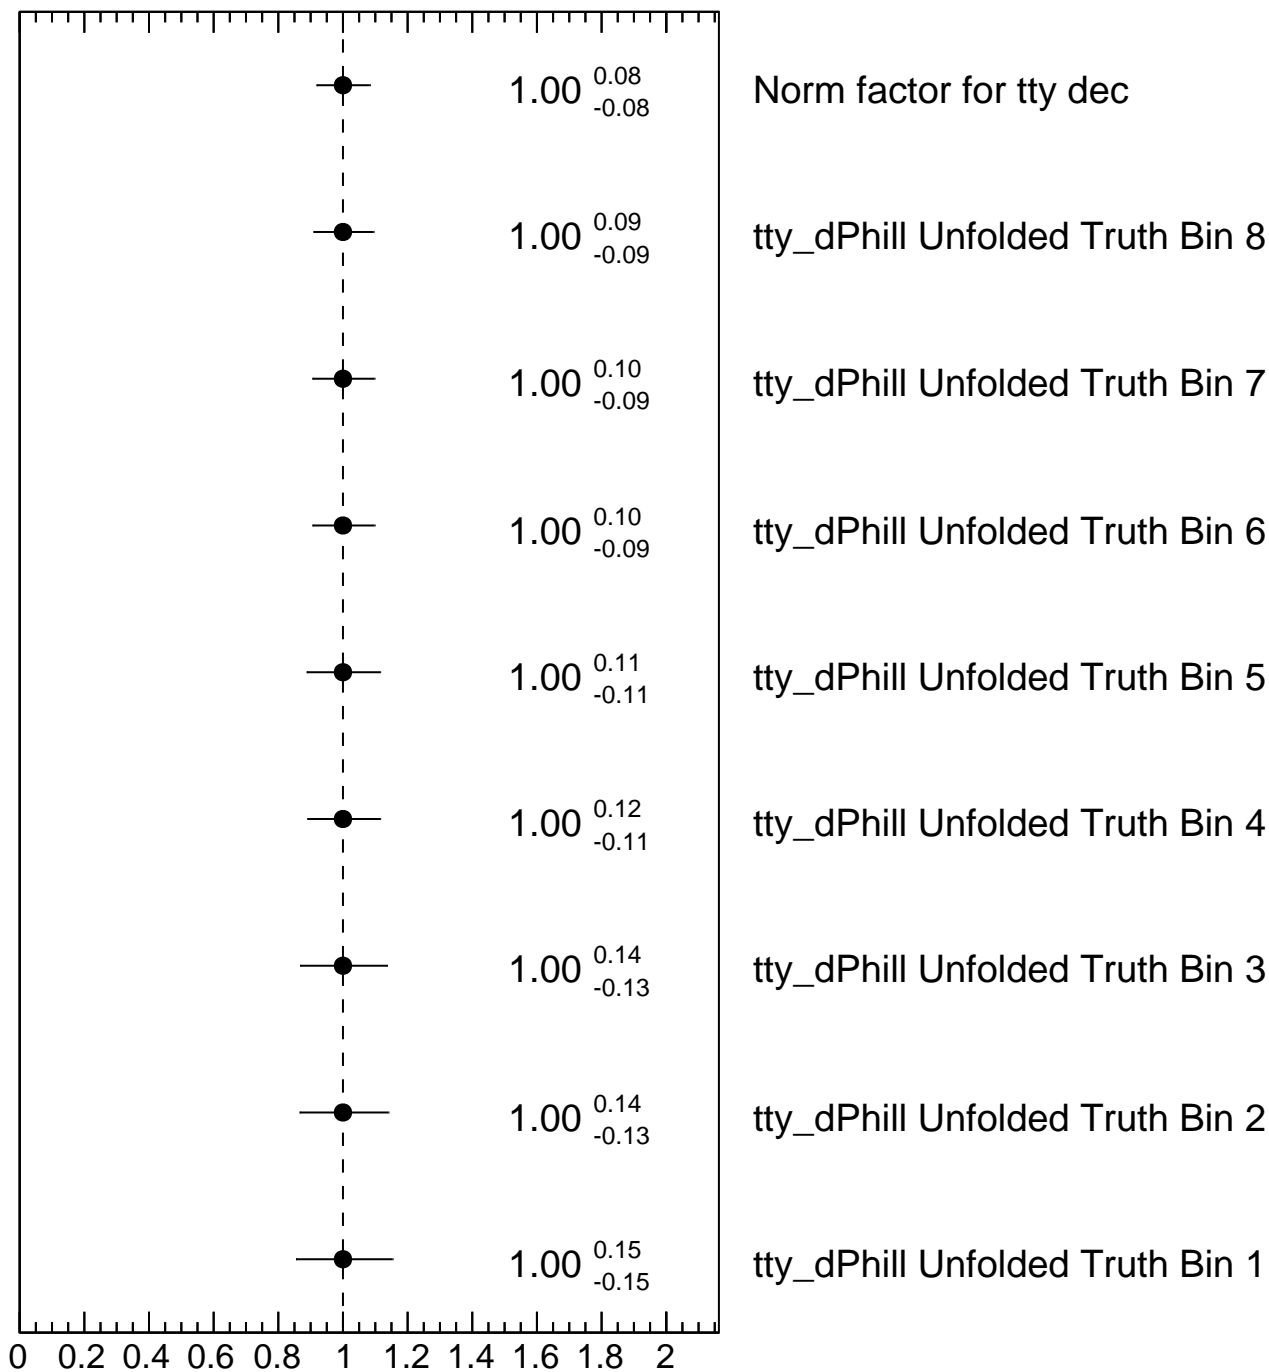 1.00 0.08 -0.08 Norm factor for tty dec
1.00 0.09 -0.09 tty_dPhill Unfolded Truth Bin 8
1.00 0.10 -0.09 tty_dPhill Unfolded Truth Bin 7
1.00 0.10 -0.09 tty_dPhill Unfolded Truth Bin 6
1.00 0.11 -0.11 tty_dPhill Unfolded Truth Bin 5
1.00 0.12 -0.11 tty_dPhill Unfolded Truth Bin 4
1.00 0.14 -0.13 tty_dPhill Unfolded Truth Bin 3
1.00 0.14 -0.13 tty_dPhill Unfolded Truth Bin 2
1.00 0.15 -0.15 tty_dPhill Unfolded Truth Bin 1
0 0.2 0.4 0.6 0.8 1 1.2 1.4 1.6 1.8 2